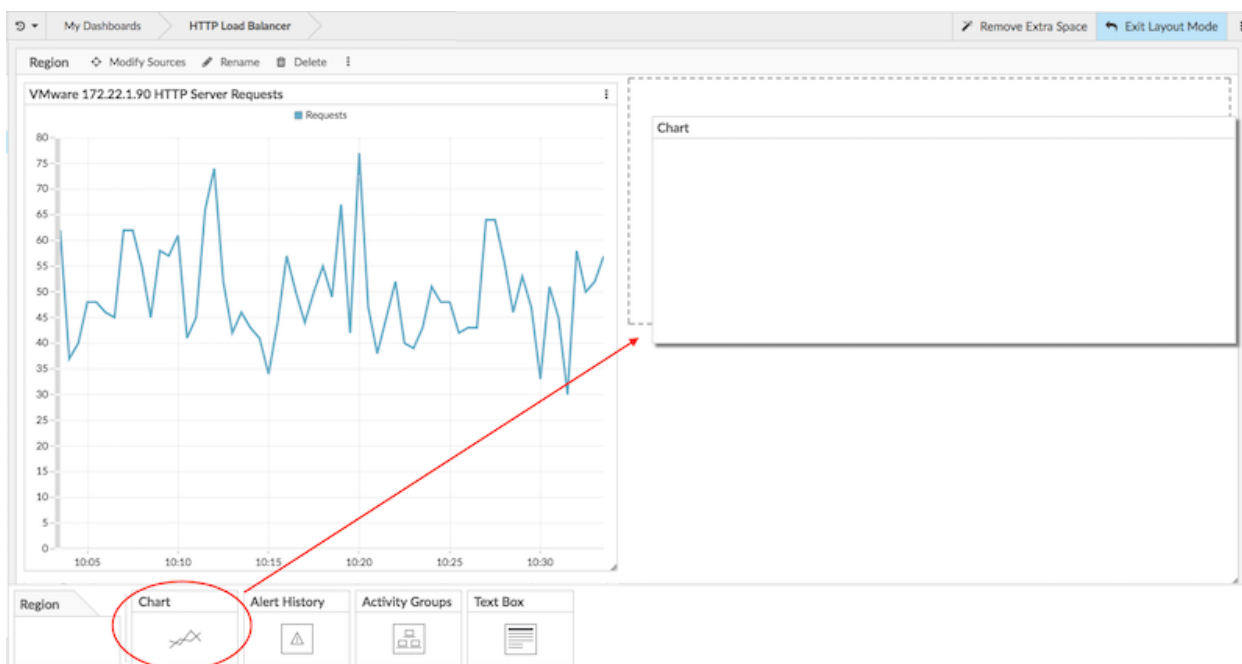 My Dashboards HTTP Load Balancer Remove Extra Space Exit Layout Mode
Region Modify Sources Rename Delete
VMware 172.22.1.90 HTTP Server Requests
Requests
Chart
80
75
70
65
60
55
50
45
40
35
30
25
20
15
10
5
0
10:05 10:10 10:15 10:20 10:25 10:30
Region Chart Alert History Activity Groups Text Box